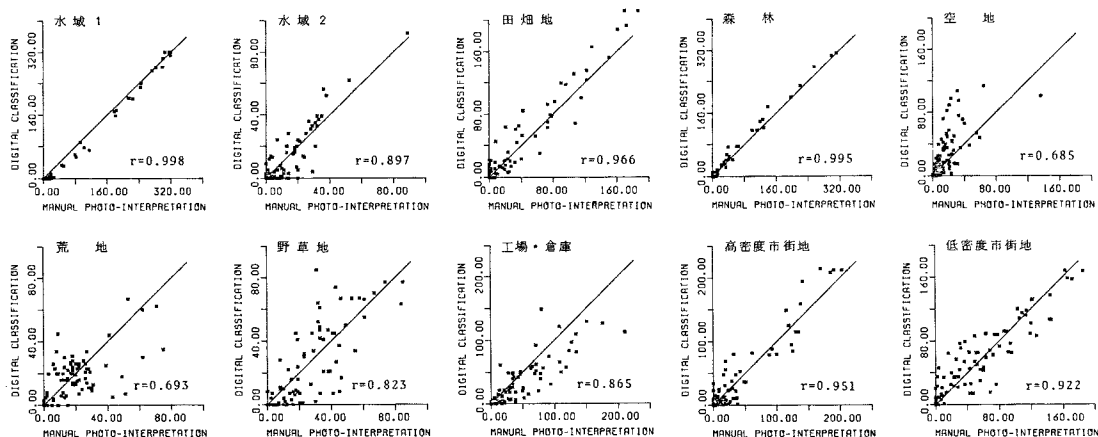 水域 1
DIGITAL CLASSIFICATION
320.00
160.00
0.00
r=0.998
0.00 160.00 320.00
MANUAL PHOTO-INTERPRETATION
水域 2
DIGITAL CLASSIFICATION
80.00
40.00
0.00
r=0.897
0.00 40.00 80.00
MANUAL PHOTO-INTERPRETATION
田畑地
DIGITAL CLASSIFICATION
160.00
80.00
0.00
r=0.966
0.00 80.00 160.00
MANUAL PHOTO-INTERPRETATION
森林
DIGITAL CLASSIFICATION
320.00
160.00
0.00
r=0.995
0.00 160.00 320.00
MANUAL PHOTO-INTERPRETATION
空地
DIGITAL CLASSIFICATION
160.00
80.00
0.00
r=0.685
0.00 80.00 160.00
MANUAL PHOTO-INTERPRETATION
荒地
DIGITAL CLASSIFICATION
80.00
40.00
0.00
r=0.693
0.00 40.00 80.00
MANUAL PHOTO-INTERPRETATION
野草地
DIGITAL CLASSIFICATION
80.00
40.00
0.00
r=0.823
0.00 40.00 80.00
MANUAL PHOTO-INTERPRETATION
工場・倉庫
DIGITAL CLASSIFICATION
200.00
100.00
0.00
r=0.865
0.00 100.00 200.00
MANUAL PHOTO-INTERPRETATION
高密度市街地
DIGITAL CLASSIFICATION
200.00
100.00
0.00
r=0.951
0.00 100.00 200.00
MANUAL PHOTO-INTERPRETATION
低密度市街地
DIGITAL CLASSIFICATION
160.00
80.00
0.00
r=0.922
0.00 80.00 160.00
MANUAL PHOTO-INTERPRETATION